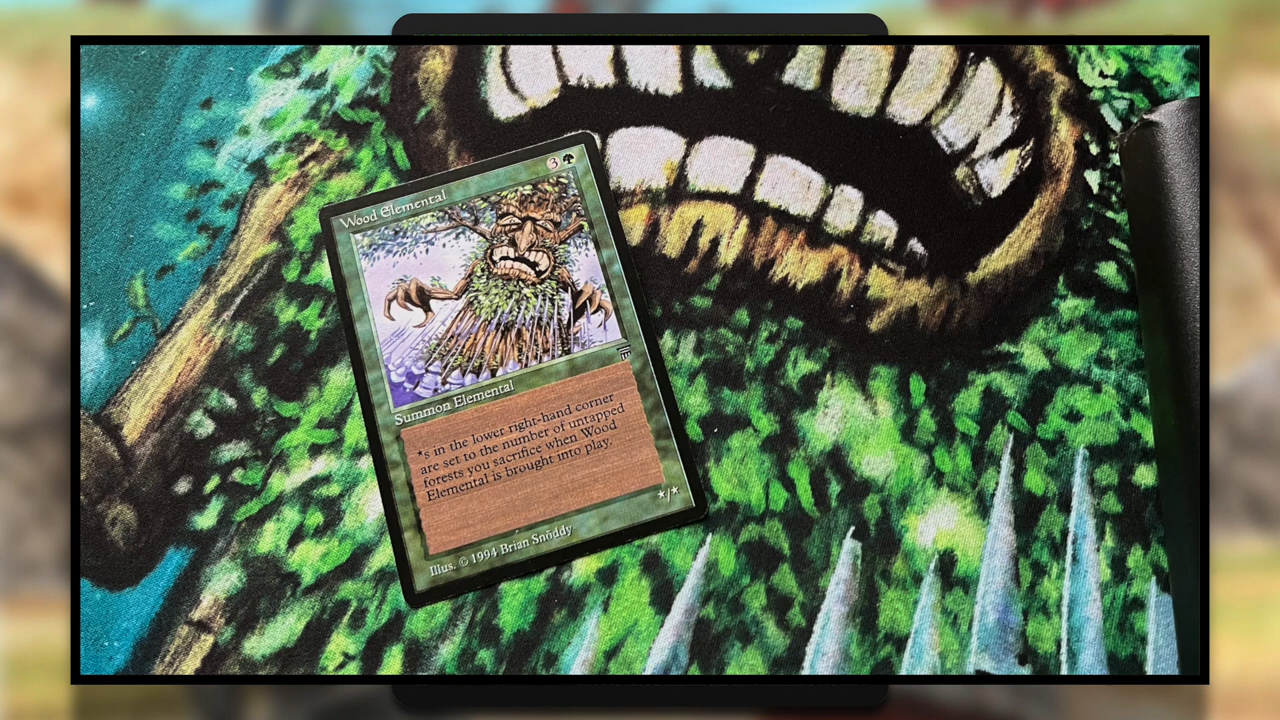 Wood Elemental
3
Summon Elemental
*s in the lower right-hand corner
are set to the number of untapped
forests you sacrifice when Wood
Elemental is brought into play.
*/*
Illus. © 1994 Brian Snõddy